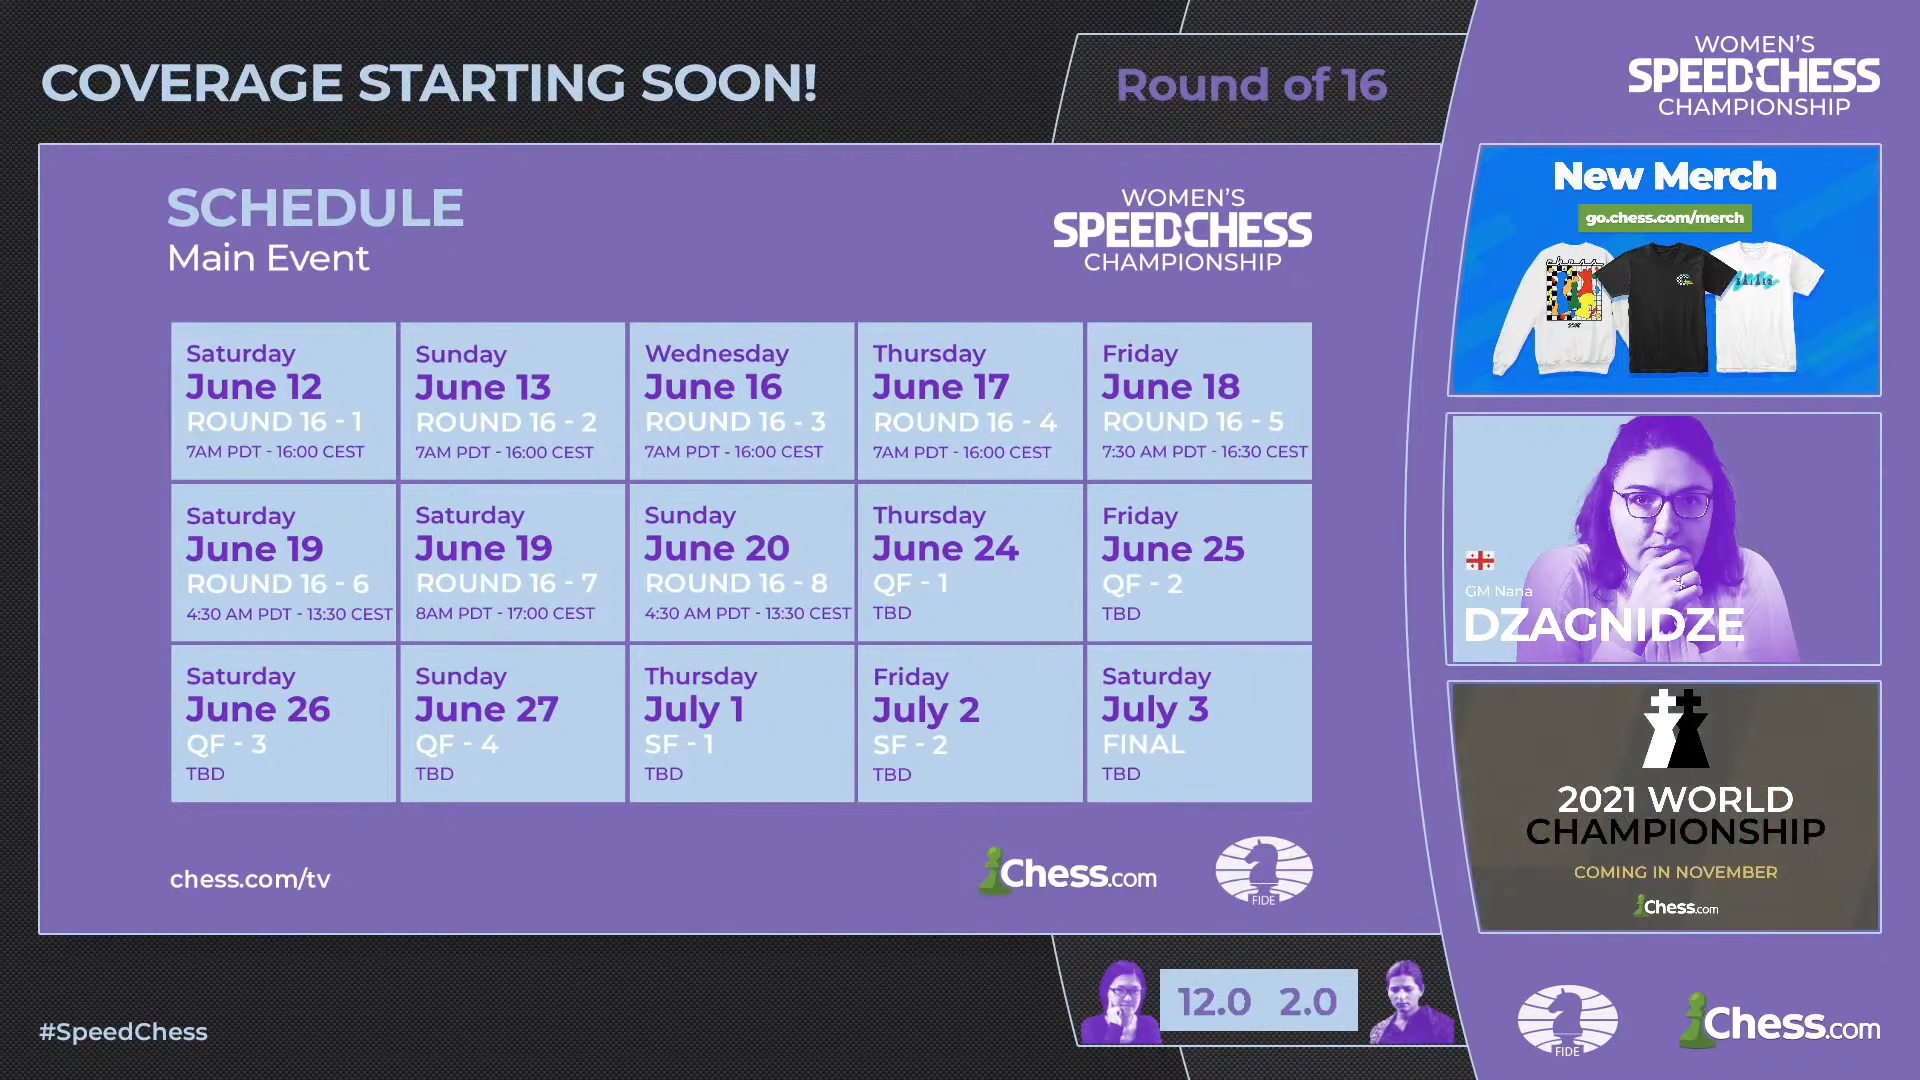 COVERAGE STARTING SOON!
Round of 16
WOMEN'S
SPEED CHESS
CHAMPIONSHIP
SCHEDULE
Main Event
WOMEN'S
SPEED CHESS
CHAMPIONSHIP
Saturday
June 12
ROUND 16 - 1
7AM PDT - 16:00 CEST
Sunday
June 13
ROUND 16 - 2
7AM PDT - 16:00 CEST
Wednesday
June 16
ROUND 16 - 3
7AM PDT - 16:00 CEST
Thursday
June 17
ROUND 16 - 4
7AM PDT - 16:00 CEST
Friday
June 18
ROUND 16 - 5
7:30 AM PDT - 16:30 CEST
Saturday
June 19
ROUND 16 - 6
4:30 AM PDT - 13:30 CEST
Saturday
June 19
ROUND 16 - 7
8AM PDT - 17:00 CEST
Sunday
June 20
ROUND 16 - 8
4:30 AM PDT - 13:30 CEST
Thursday
June 24
QF - 1
TBD
Friday
June 25
QF - 2
TBD
Saturday
June 26
QF - 3
TBD
Sunday
June 27
QF - 4
TBD
Thursday
July 1
SF - 1
TBD
Friday
July 2
SF - 2
TBD
Saturday
July 3
FINAL
TBD
chess.com/tv
Chess.com
FIDE
New Merch
go.chess.com/merch
chess
GM Nana
DZAGNIDZE
2021 WORLD
CHAMPIONSHIP
COMING IN NOVEMBER
Chess.com
#SpeedChess
12.0 2.0
FIDE
Chess.com